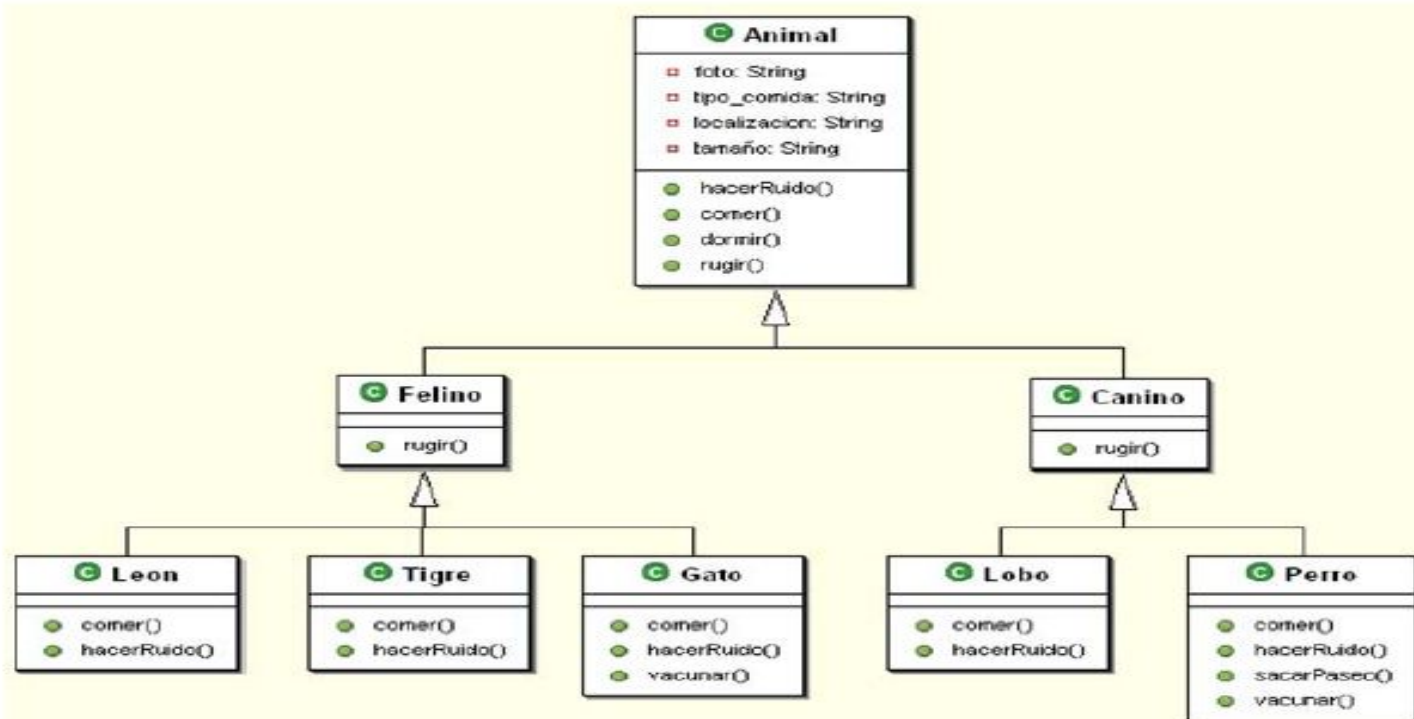 Animal
foto: String
tipo_comida: String
localizacion: String
tamaño: String
hacerRuido()
comer()
dormir()
rugir()
Felino
rugir()
Canino
rugir()
Leon
comer()
hacerRuido()
Tigre
comer()
hacerRuido()
Gato
comer()
hacerRuido()
vacunar()
Lobo
comer()
hacerRuido()
Perro
comer()
hacerRuido()
sacarPaseo()
vacunar()